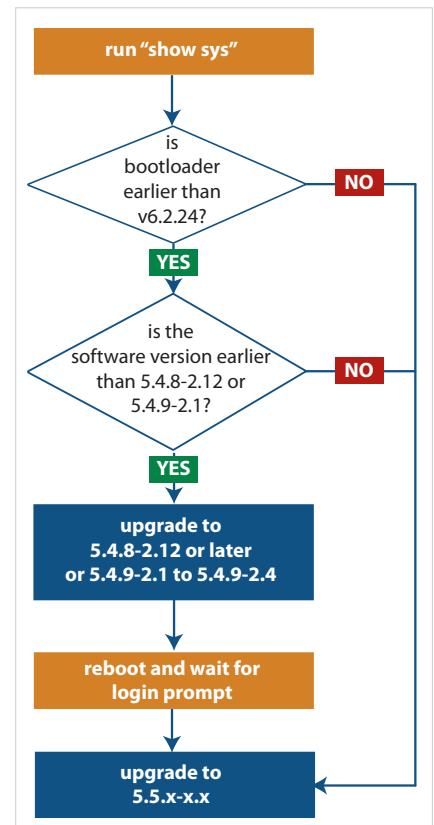 run “show sys”
is
bootloader
earlier than
v6.2.24?
NO
YES
is the
software version earlier
than 5.4.8-2.12 or
5.4.9-2.1?
NO
YES
upgrade to
5.4.8-2.12 or later
or 5.4.9-2.1 to 5.4.9-2.4
reboot and wait for
login prompt
upgrade to
5.5.x-x.x